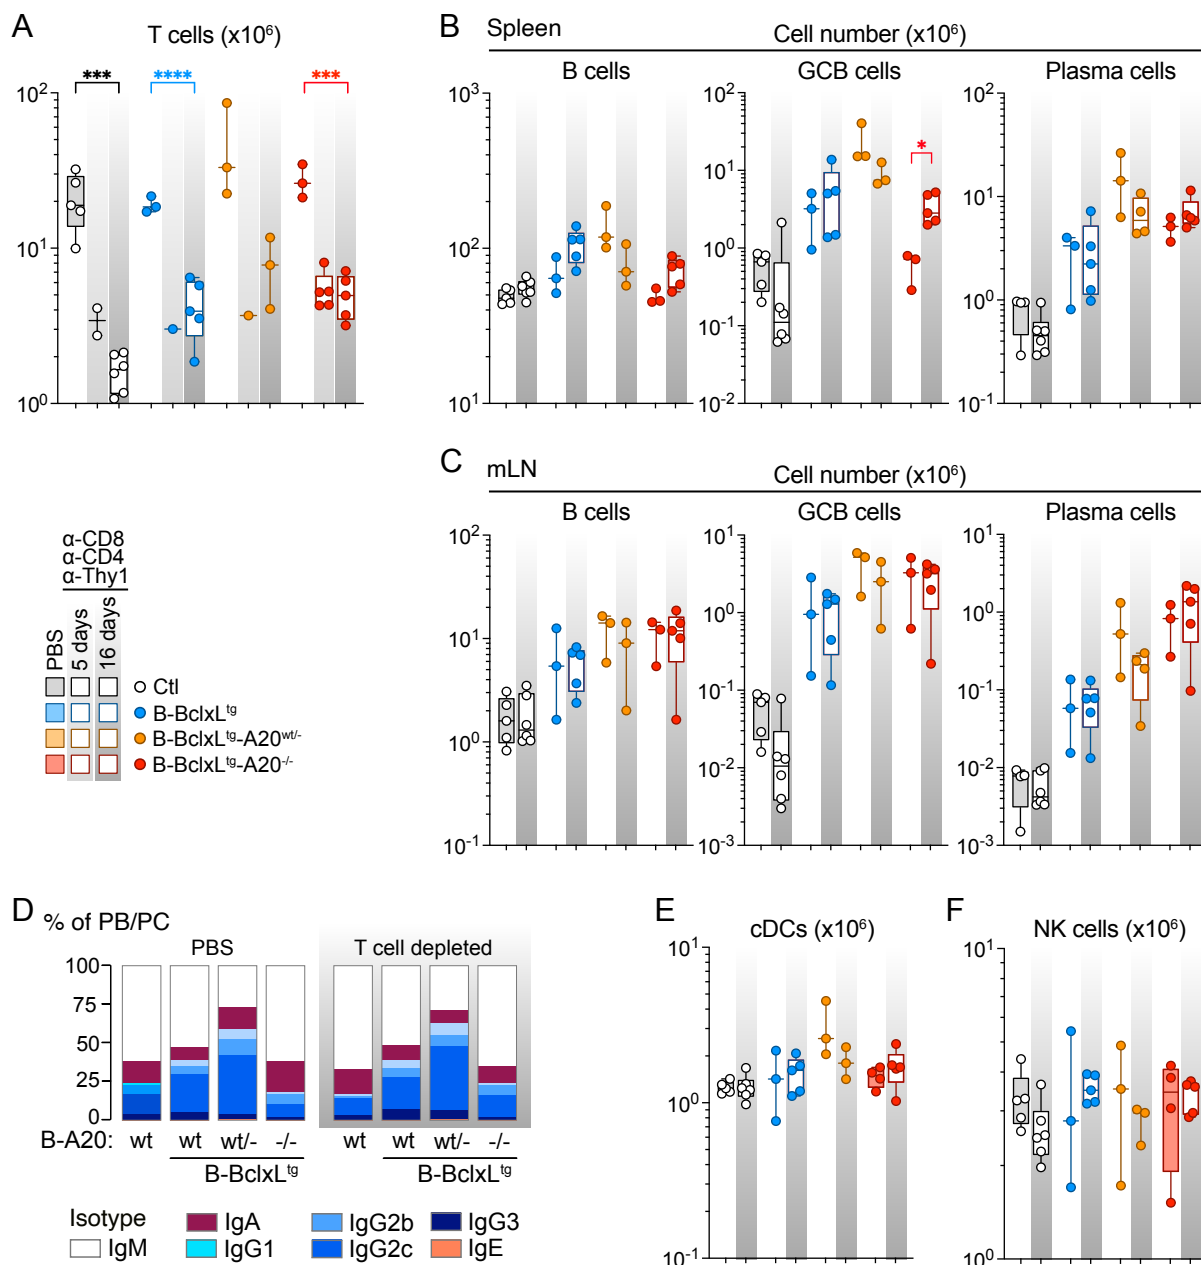 A
T cells (x10⁶)
***
****
***
10²
10¹
10⁰
B
Spleen
Cell number (x10⁶)
B cells
GCB cells
Plasma cells
10³
10²
10¹
10²
10¹
10⁰
10⁻¹
10⁻²
*
10²
10¹
10⁰
10⁻¹
C
mLN
Cell number (x10⁶)
B cells
GCB cells
Plasma cells
10²
10¹
10⁰
10⁻¹
10¹
10⁰
10⁻¹
10⁻²
10⁻³
10¹
10⁰
10⁻¹
10⁻²
10⁻³
α-CD8
α-CD4
α-Thy1
PBS
5 days
16 days
Ctl
B-BclxLᵗᵍ
B-BclxLᵗᵍ-A20ʷᵗ/⁻
B-BclxLᵗᵍ-A20⁻/⁻
D
% of PB/PC
PBS
T cell depleted
100
75
50
25
0
B-A20: wt wt wt/- -/- wt wt wt/- -/-
B-BclxLᵗᵍ B-BclxLᵗᵍ
Isotype
IgM
IgA
IgG1
IgG2b
IgG2c
IgG3
IgE
E
cDCs (x10⁶)
10¹
10⁰
10⁻¹
F
NK cells (x10⁶)
10¹
10⁰